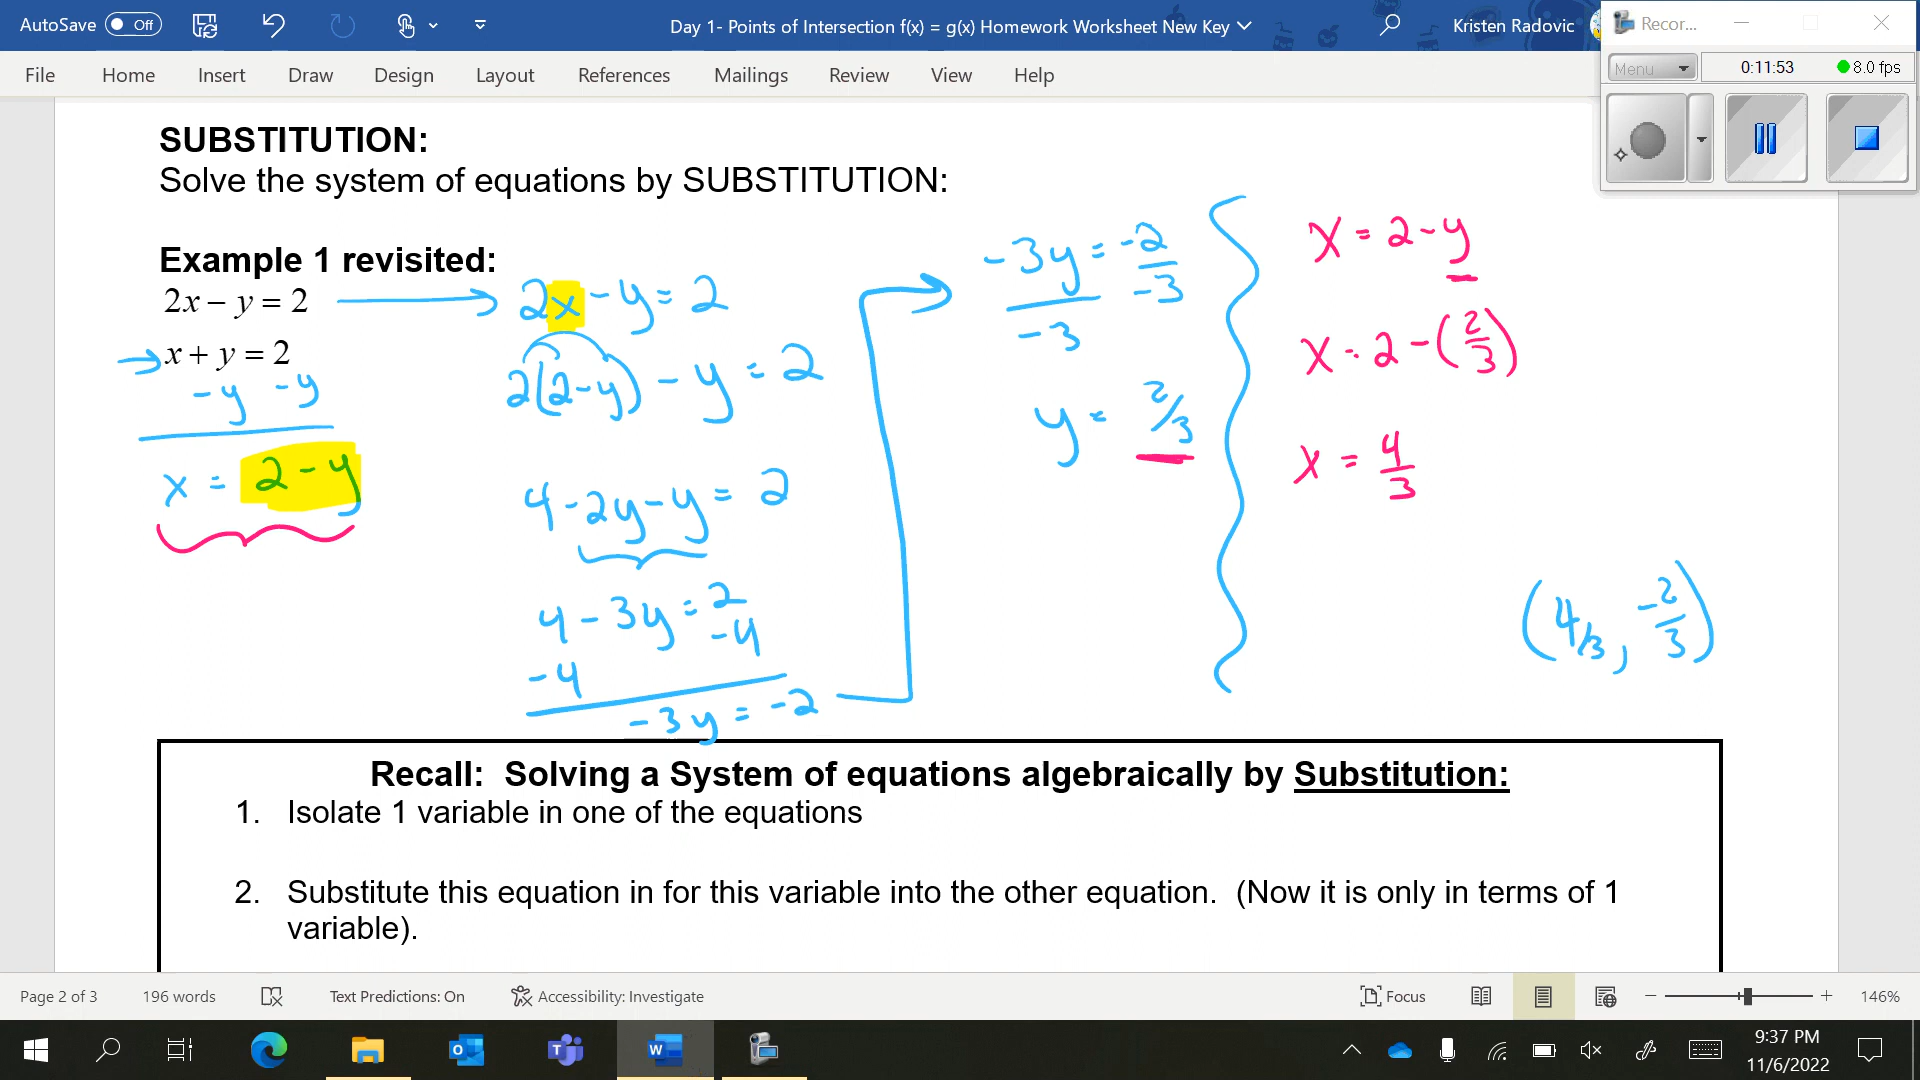 AutoSave Off
Day 1- Points of Intersection f(x) = g(x) Homework Worksheet New Key
Kristen Radovic
Recor...
File Home Insert Draw Design Layout References Mailings Review View Help
Menu
0:11:53
8.0 fps
SUBSTITUTION:
Solve the system of equations by SUBSTITUTION:
Example 1 revisited:
2x − y = 2
x + y = 2
-y -y
x = 2-y
2x-y=2
2(2-y)-y=2
4-2y-y=2
4-3y=2
-4
-4
-3y=-2
-3y = -2/-3
-3
y = 2/3
x = 2-y
x = 2-(2/3)
x = 4/3
(4/3, -2/3)
Recall: Solving a System of equations algebraically by Substitution:
1. Isolate 1 variable in one of the equations
2. Substitute this equation in for this variable into the other equation. (Now it is only in terms of 1
variable).
Page 2 of 3 196 words Text Predictions: On Accessibility: Investigate Focus 146%
9:37 PM
11/6/2022